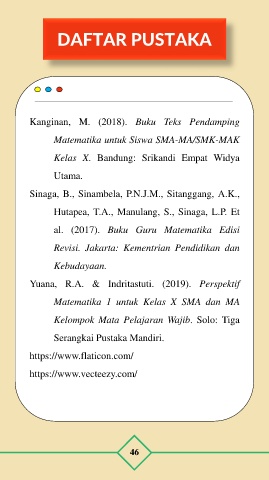 DAFTAR PUSTAKA
Kanginan, M. (2018). Buku Teks Pendamping
Matematika untuk Siswa SMA-MA/SMK-MAK
Kelas X. Bandung: Srikandi Empat Widya
Utama.
Sinaga, B., Sinambela, P.N.J.M., Sitanggang, A.K.,
Hutapea, T.A., Manulang, S., Sinaga, L.P. Et
al. (2017). Buku Guru Matematika Edisi
Revisi. Jakarta: Kementrian Pendidikan dan
Kebudayaan.
Yuana, R.A. & Indritastuti. (2019). Perspektif
Matematika 1 untuk Kelas X SMA dan MA
Kelompok Mata Pelajaran Wajib. Solo: Tiga
Serangkai Pustaka Mandiri.
https://www.flaticon.com/
https://www.vecteezy.com/
46